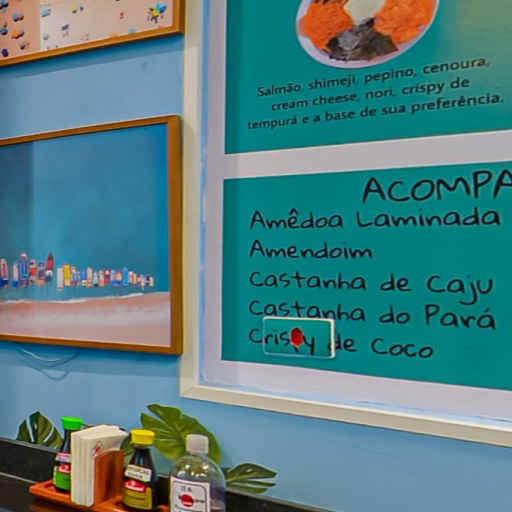 Salmão, shimeji, pepino, cenoura,
cream cheese, nori, crispy de
tempurá e a base de sua preferência.
ACOMPA
Amêdoa Laminada
Amendoim
Castanha de Caju
Castanha do Pará
Crispy de Coco